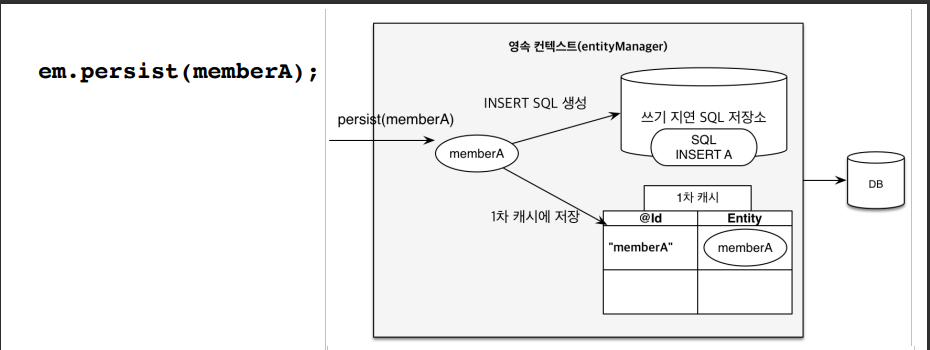 em.persist(memberA);
영속 컨텍스트(entityManager)
persist(memberA)
memberA
INSERT SQL 생성
쓰기 지연 SQL 저장소
SQL
INSERT A
1차 캐시에 저장
1차 캐시
@Id Entity
"memberA" memberA
DB